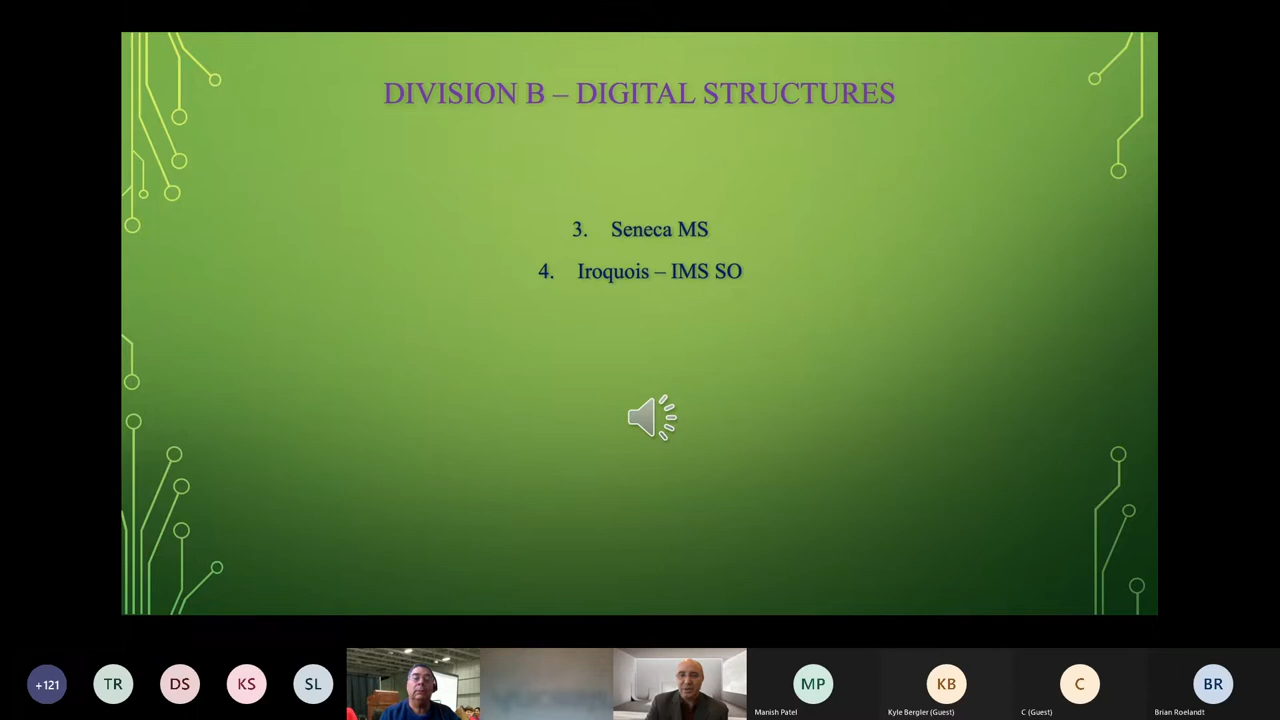 DIVISION B – DIGITAL STRUCTURES
3. Seneca MS
4. Iroquois – IMS SO
+121
TR
DS
KS
SL
MP
KB
C
BR
Manish Patel
Kyle Bergler (Guest)
C (Guest)
Brian Roelandt